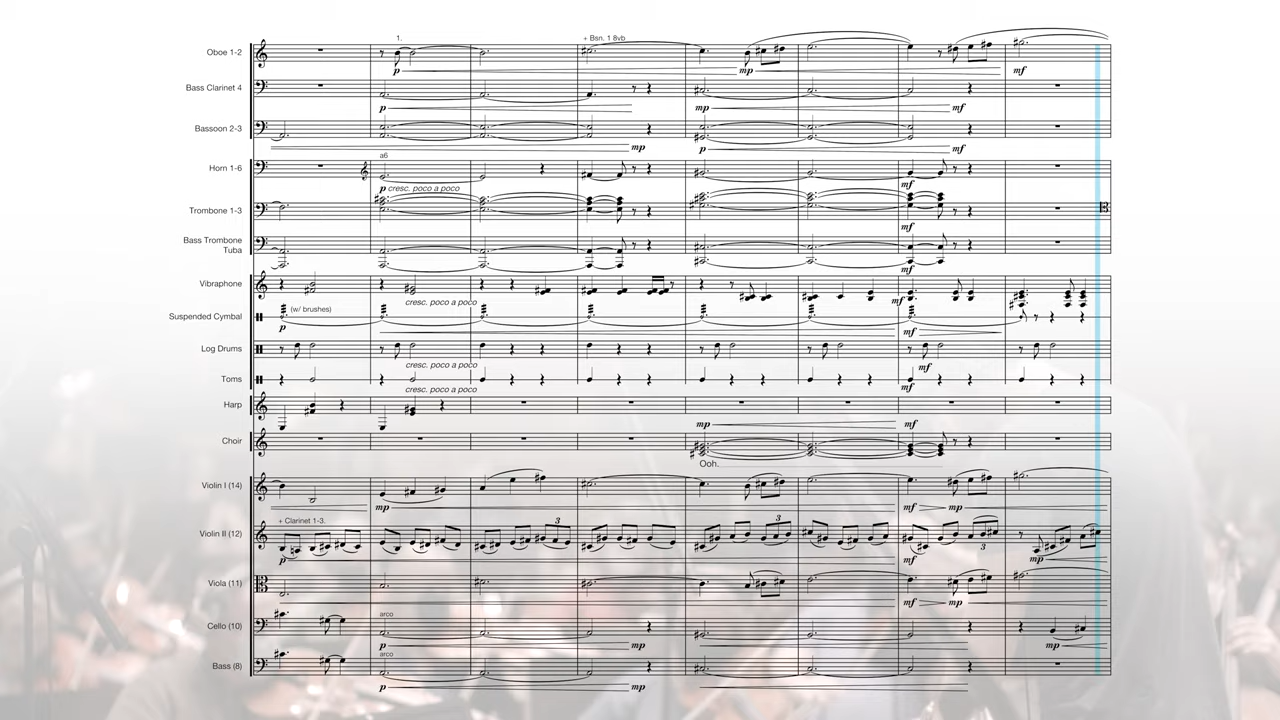 1.
+ Bsn. 1 8vb
Oboe 1-2
p
mp
mf
Bass Clarinet 4
p
mp
mf
Bassoon 2-3
mp
p
mf
a6
Horn 1-6
p cresc. poco a poco
mf
Trombone 1-3
mf
Bass Trombone
Tuba
mf
Vibraphone
cresc. poco a poco
mf
(w/ brushes)
Suspended Cymbal
p
mf
Log Drums
cresc. poco a poco
mf
Toms
cresc. poco a poco
mf
Harp
mp
mf
Choir
Ooh.
Violin I (14)
mp
mf
mp
+ Clarinet 1-3.
3
3
Violin II (12)
p
mf
3
mp
Viola (11)
mf
mp
arco
Cello (10)
p
mp
mp
arco
Bass (8)
p
mp